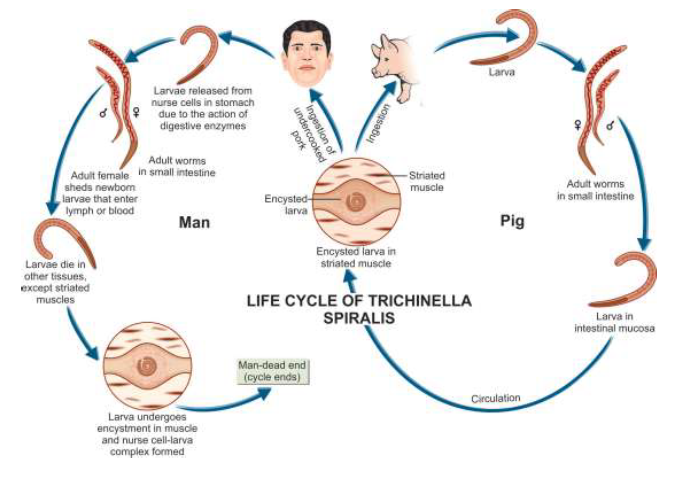 Larvae released from
nurse cells in stomach
due to the action of
digestive enzymes
Ingestion of
undercooked
pork
Ingestion
Larva
♂
♀
Adult worms
in small intestine
Adult female
sheds newborn
larvae that enter
lymph or blood
Man
Encysted
larva
Striated
muscle
Encysted larva in
striated muscle
Pig
♀
♂
Adult worms
in small intestine
Larvae die in
other tissues,
except striated
muscles
LIFE CYCLE OF TRICHINELLA
SPIRALIS
Larva in
intestinal mucosa
Man-dead end
(cycle ends)
Circulation
Larva undergoes
encystment in muscle
and nurse cell-larva
complex formed